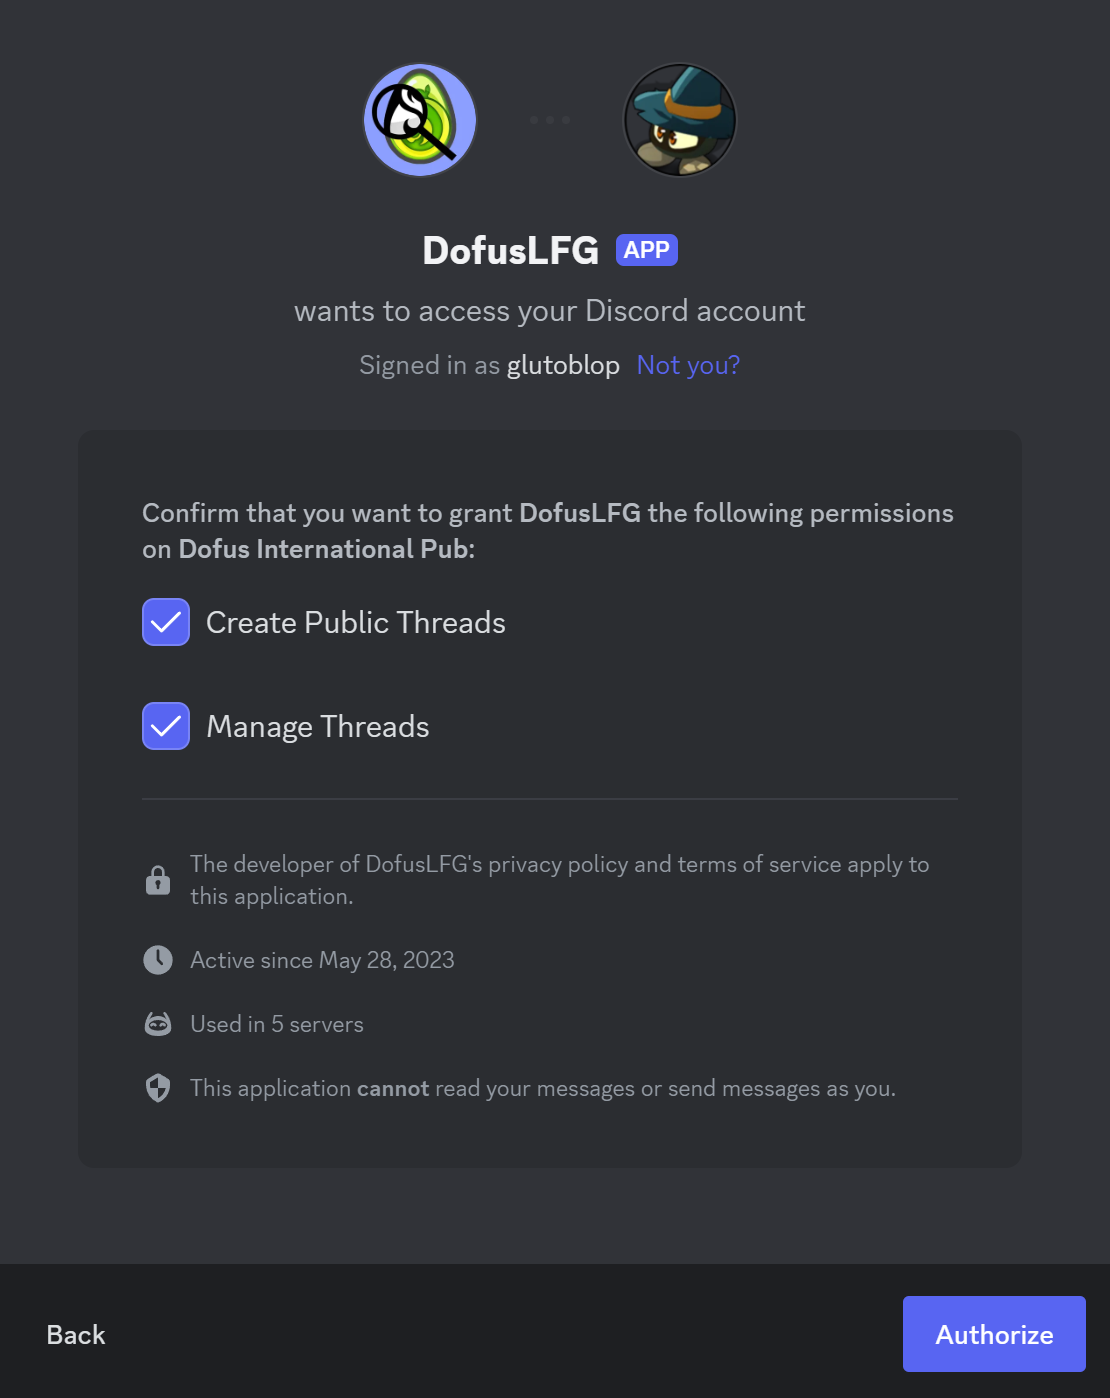 DofusLFG APP
wants to access your Discord account
Signed in as glutoblop Not you?
Confirm that you want to grant DofusLFG the following permissions
on Dofus International Pub:
Create Public Threads
Manage Threads
The developer of DofusLFG's privacy policy and terms of service apply to
this application.
Active since May 28, 2023
Used in 5 servers
This application cannot read your messages or send messages as you.
Back
Authorize